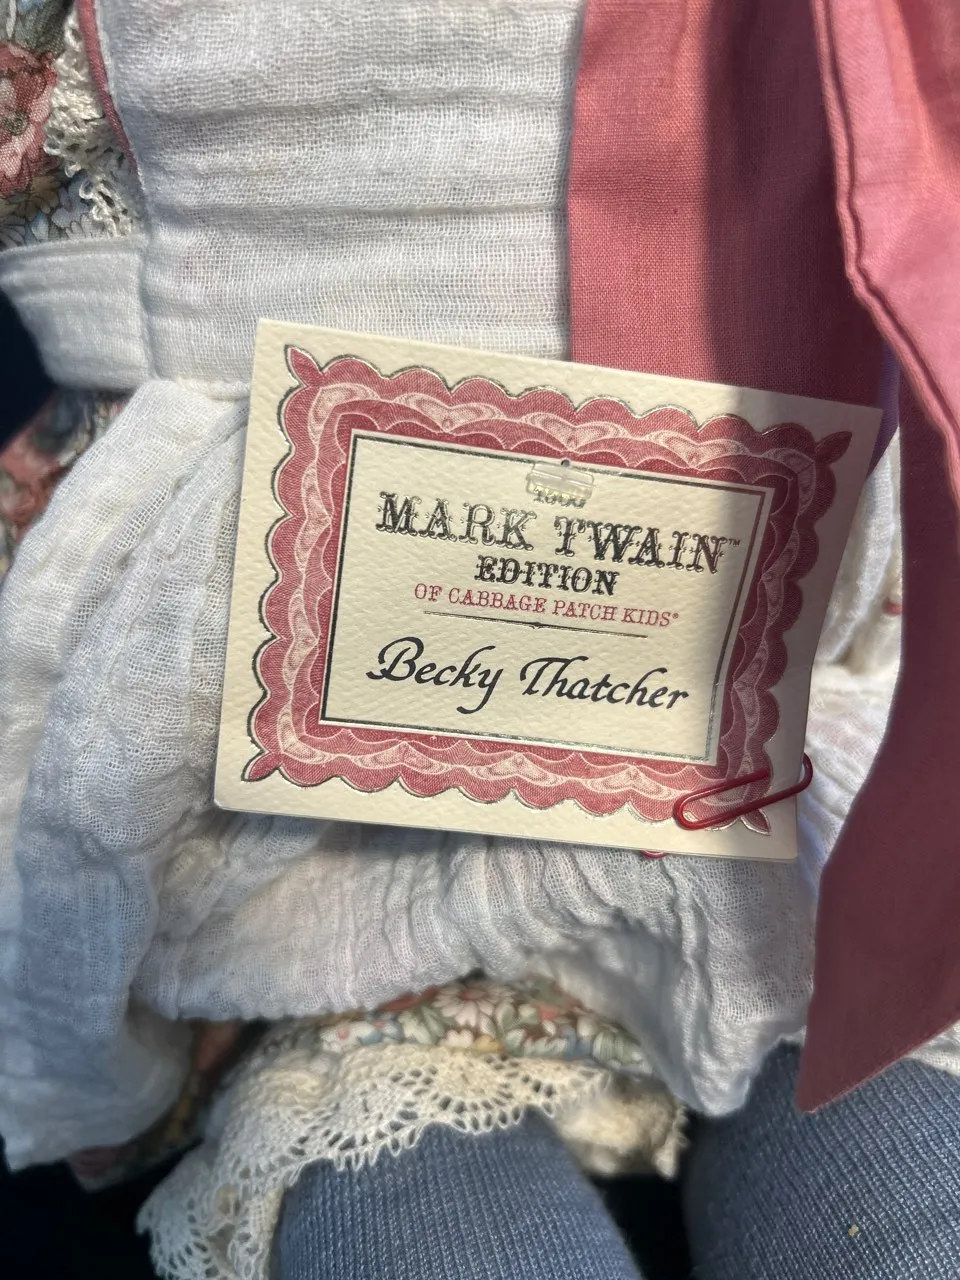 MARK TWAIN™
EDITION
OF CABBAGE PATCH KIDS®
Becky Thatcher